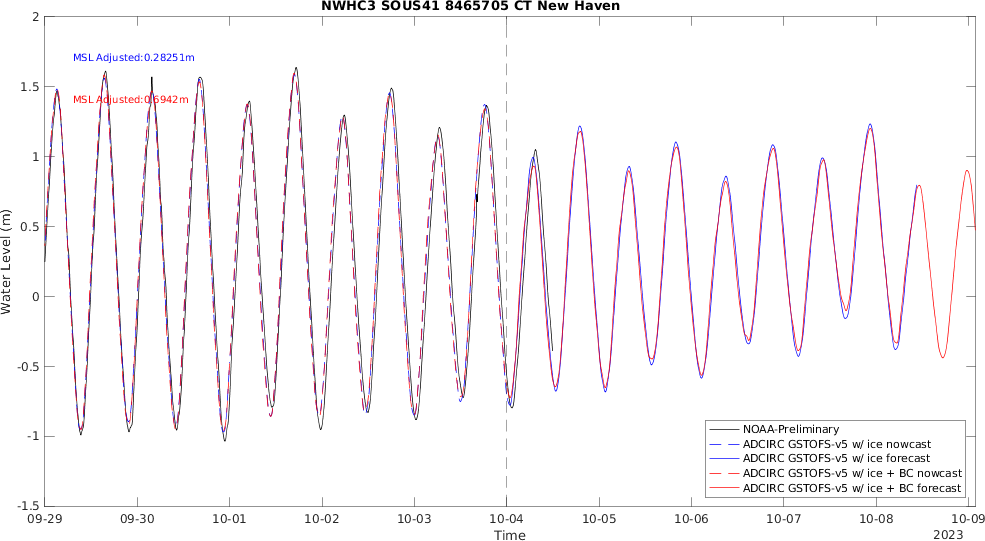 NWHC3 SOUS41 8465705 CT New Haven
2
MSL Adjusted:0.28251m
1.5
MSL Adjusted:0.6942m
1
0.5
Water Level (m)
0
-0.5
-1
NOAA-Preliminary
ADCIRC GSTOFS-v5 w/ ice nowcast
ADCIRC GSTOFS-v5 w/ ice forecast
ADCIRC GSTOFS-v5 w/ ice + BC nowcast
ADCIRC GSTOFS-v5 w/ ice + BC forecast
-1.5
09-29 09-30 10-01 10-02 10-03 10-04 10-05 10-06 10-07 10-08 10-09
Time
2023